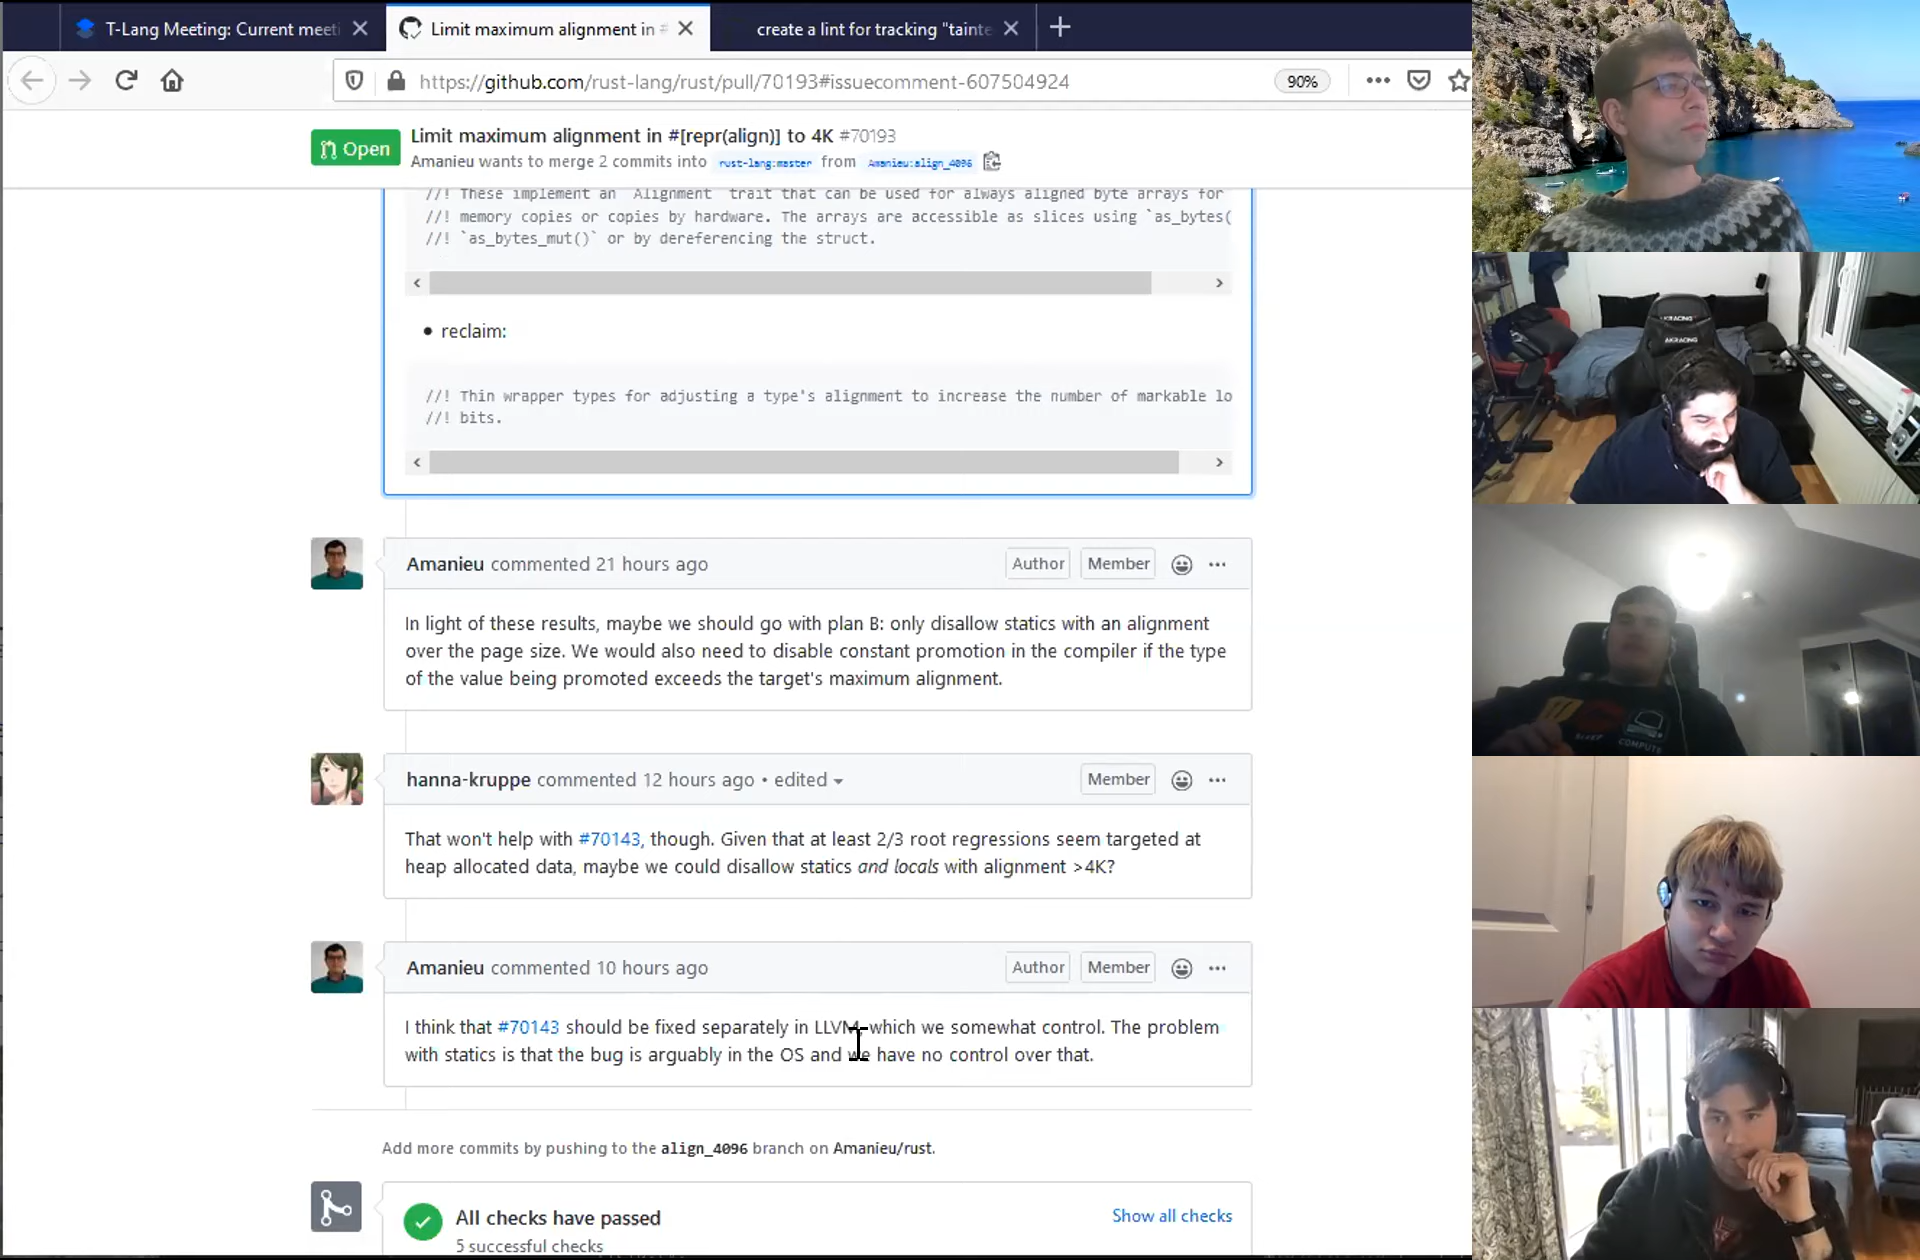 T-Lang Meeting: Current meeti
Limit maximum alignment in #
create a lint for tracking "tainte
https://github.com/rust-lang/rust/pull/70193#issuecomment-607504924
90%
Open
Limit maximum alignment in #[repr(align)] to 4K #70193
Amanieu wants to merge 2 commits into rust-lang:master from Amanieu:align_4096
//! These implement an `Alignment` trait that can be used for always aligned byte arrays for
//! memory copies or copies by hardware. The arrays are accessible as slices using `as_bytes(
//! `as_bytes_mut()` or by dereferencing the struct.
• reclaim:
//! Thin wrapper types for adjusting a type's alignment to increase the number of markable lo
//! bits.
Amanieu commented 21 hours ago
Author
Member
In light of these results, maybe we should go with plan B: only disallow statics with an alignment
over the page size. We would also need to disable constant promotion in the compiler if the type
of the value being promoted exceeds the target's maximum alignment.
hanna-kruppe commented 12 hours ago • edited
Member
That won't help with #70143, though. Given that at least 2/3 root regressions seem targeted at
heap allocated data, maybe we could disallow statics and locals with alignment >4K?
Amanieu commented 10 hours ago
Author
Member
I think that #70143 should be fixed separately in LLVM, which we somewhat control. The problem
with statics is that the bug is arguably in the OS and we have no control over that.
Add more commits by pushing to the align_4096 branch on Amanieu/rust.
All checks have passed
Show all checks
5 successful checks
AKRACING
AKRACING
SLEEP
COMPUTE